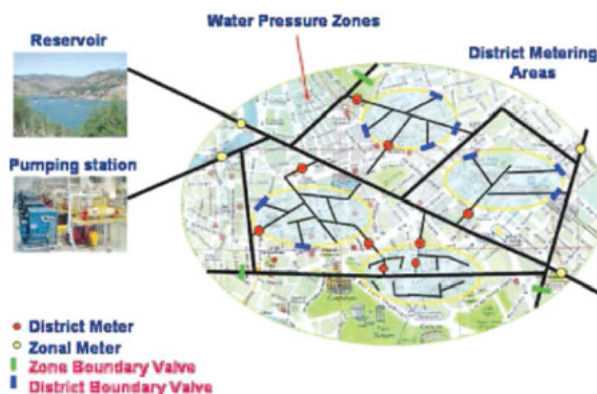 Water Pressure Zones
Reservoir
District Metering
Areas
Pumping station
District Meter
Zonal Meter
Zone Boundary Valve
District Boundary Valve